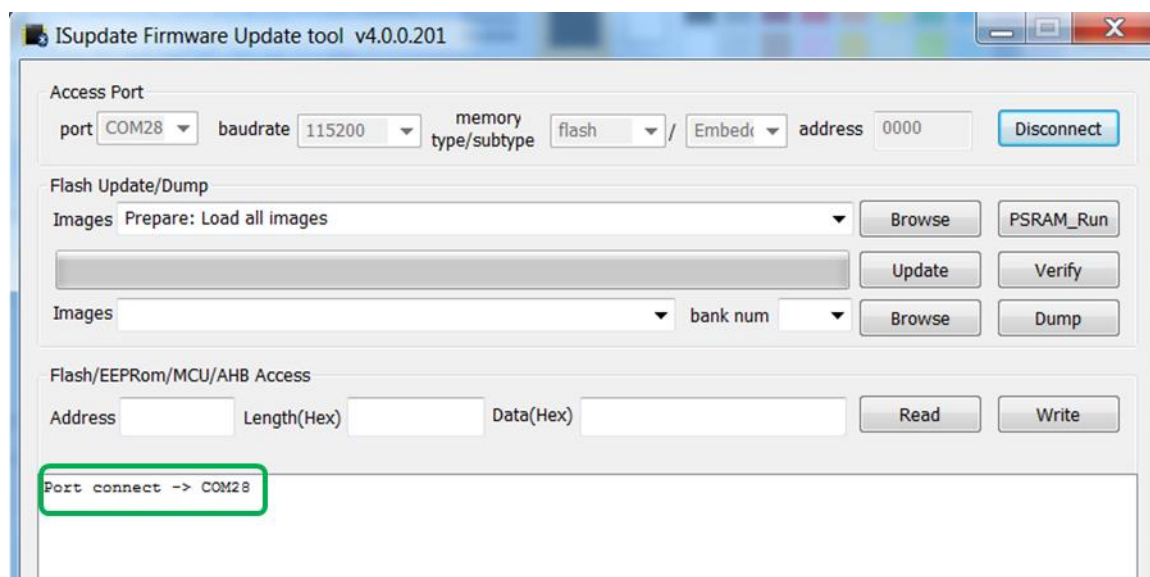 ISupdate Firmware Update tool v4.0.0.201
Access Port
port COM28 baudrate 115200 memory type/subtype flash / Embedd address 0000 Disconnect
Flash Update/Dump
Images Prepare: Load all images Browse PSRAM_Run
Update Verify
Images bank num Browse Dump
Flash/EEPRom/MCU/AHB Access
Address Length(Hex) Data(Hex) Read Write
Port connect -> COM28